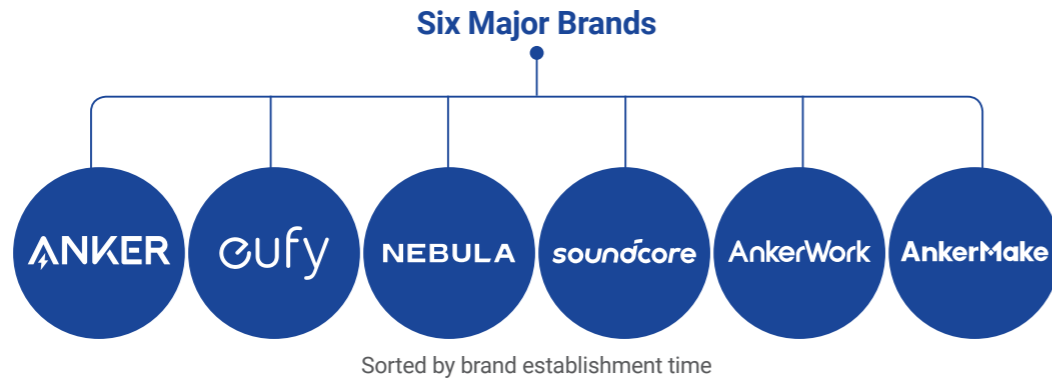 Six Major Brands
ANKER
eufy
NEBULA
soundcore
AnkerWork
AnkerMake
Sorted by brand establishment time